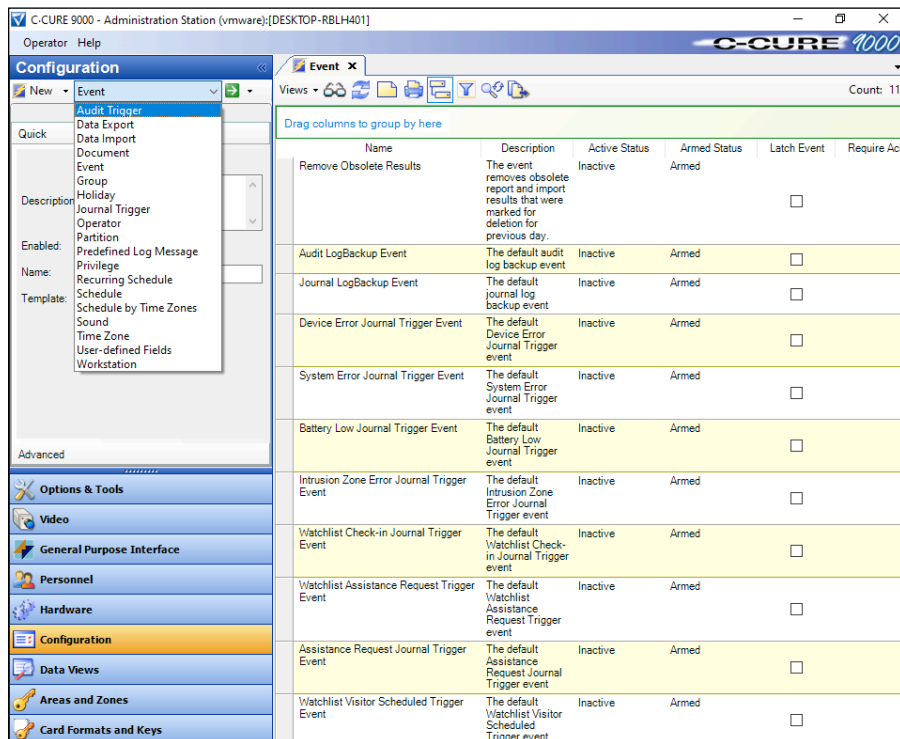 C•CURE 9000 - Administration Station (vmware):[DESKTOP-RBLH401]
Operator Help
C-CURE 9000
Configuration
New Event
Audit Trigger
Data Export
Data Import
Document
Event
Group
Holiday
Journal Trigger
Operator
Partition
Predefined Log Message
Privilege
Recurring Schedule
Schedule
Schedule by Time Zones
Sound
Time Zone
User-defined Fields
Workstation
Quick
Description
Enabled:
Name:
Template:
Advanced
Options & Tools
Video
General Purpose Interface
Personnel
Hardware
Configuration
Data Views
Areas and Zones
Card Formats and Keys
Event
Views Count: 11
Drag columns to group by here
Name Description Active Status Armed Status Latch Event Require Ac
Remove Obsolete Results The event Inactive Armed
removes obsolete
report and import
results that were
marked for
deletion for
previous day.
Audit LogBackup Event The default audit Inactive Armed
log backup event
Journal LogBackup Event The default Inactive Armed
journal log
backup event
Device Error Journal Trigger Event The default Inactive Armed
Device Error
Journal Trigger
event
System Error Journal Trigger Event The default Inactive Armed
System Error
Journal Trigger
event
Battery Low Journal Trigger Event The default Inactive Armed
Battery Low
Journal Trigger
event
Intrusion Zone Error Journal Trigger The default Inactive Armed
Event Intrusion Zone
Error Journal
Trigger event
Watchlist Check-in Journal Trigger The default Inactive Armed
Event Watchlist Check-
in Journal Trigger
event
Watchlist Assistance Request Trigger The default Inactive Armed
Event Watchlist
Assistance
Request Trigger
event
Assistance Request Journal Trigger The default Inactive Armed
Event Assistance
Request Journal
Trigger event
Watchlist Visitor Scheduled Trigger The default Inactive Armed
Event Watchlist Visitor
Scheduled
Trigger event